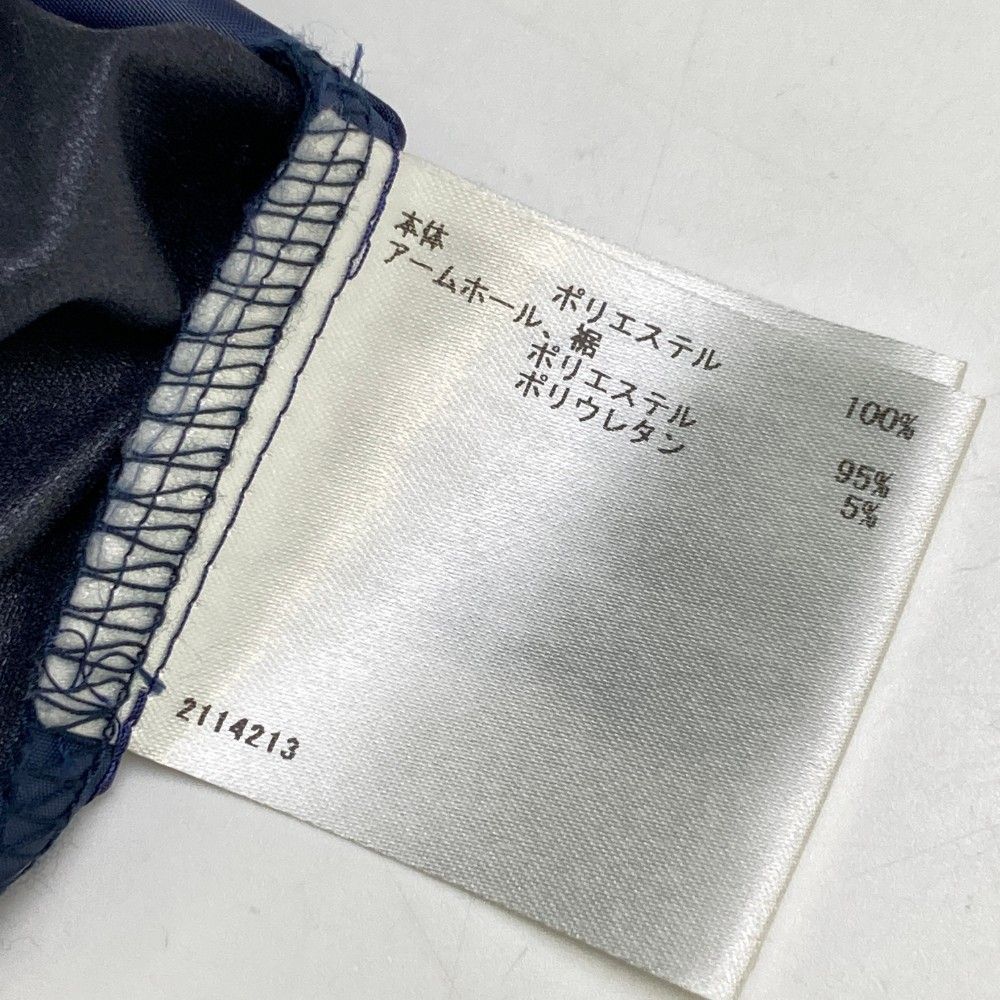 本体
ポリエステル 100%
アームホール、裾
ポリエステル 95%
ポリウレタン 5%
2114213